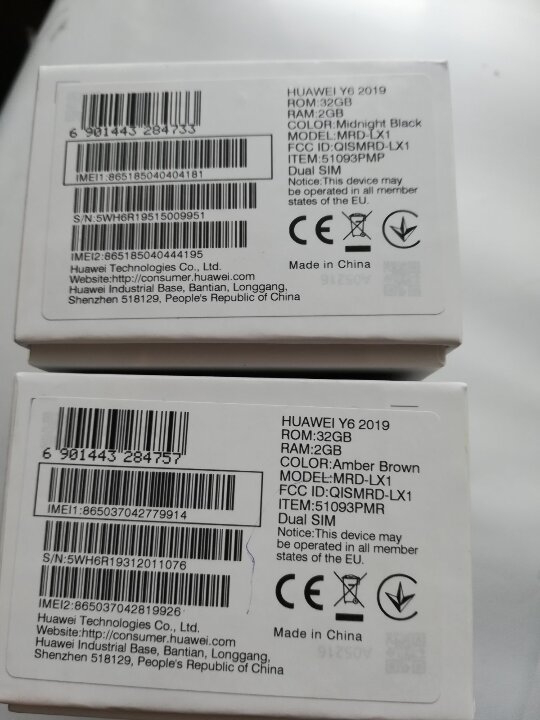 6 901443 284733
IMEI1:865185040404181
S/N:5WH6R19515009951
IMEI2:865185040444195
Huawei Technologies Co., Ltd.
Website:http://consumer.huawei.com
Huawei Industrial Base, Bantian, Longgang,
Shenzhen 518129, People's Republic of China
HUAWEI Y6 2019
ROM:32GB
RAM:2GB
COLOR:Midnight Black
MODEL:MRD-LX1
FCC ID:QISMRD-LX1
ITEM:51093PMP
Dual SIM
Notice:This device may
be operated in all member
states of the EU.
CE
Made in China
A05216
6 901443 284757
IMEI1:865037042779914
S/N:5WH6R19312011076
IMEI2:865037042819926
Huawei Technologies Co., Ltd.
Website:http://consumer.huawei.com
Huawei Industrial Base, Bantian, Longgang,
Shenzhen 518129, People's Republic of China
HUAWEI Y6 2019
ROM:32GB
RAM:2GB
COLOR:Amber Brown
MODEL:MRD-LX1
FCC ID:QISMRD-LX1
ITEM:51093PMR
Dual SIM
Notice:This device may
be operated in all member
states of the EU.
CE
Made in China
A05216